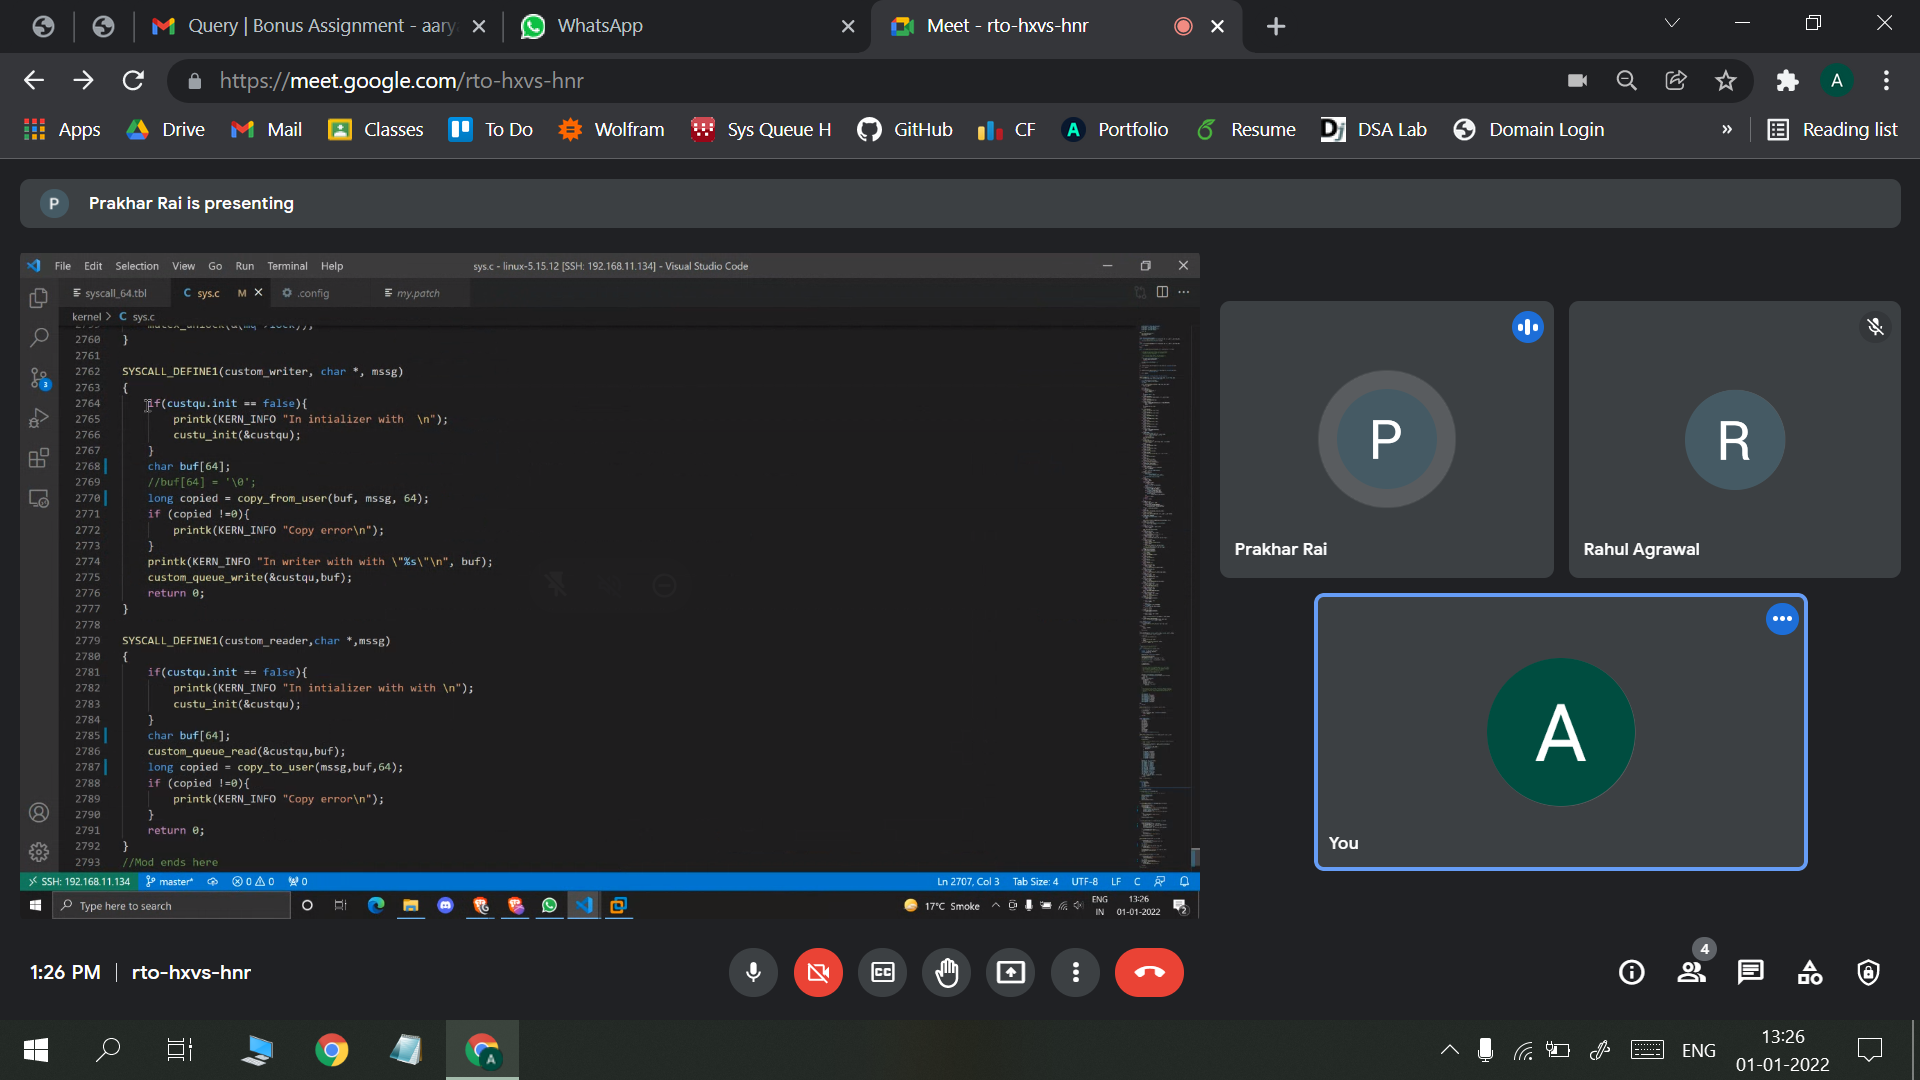 Query | Bonus Assignment - aary
WhatsApp
Meet - rto-hxvs-hnr
https://meet.google.com/rto-hxvs-hnr
A
Apps
Drive
Mail
Classes
To Do
Wolfram
Sys Queue H
GitHub
CF
Portfolio
Resume
DSA Lab
Domain Login
»
Reading list
P
Prakhar Rai is presenting
File Edit Selection View Go Run Terminal Help
sys.c - linux-5.15.12 [SSH: 192.168.11.134] - Visual Studio Code
syscall_64.tbl
C sys.c M
.config
my.patch
kernel > C sys.c
2760 }
2761
2762 SYSCALL_DEFINE1(custom_writer, char *, mssg)
2763 {
2764 if(custqu.init == false){
2765 printk(KERN_INFO "In intializer with  \n");
2766 custu_init(&custqu);
2767 }
2768 char buf[64];
2769 //buf[64] = '\0';
2770 long copied = copy_from_user(buf, mssg, 64);
2771 if (copied !=0){
2772 printk(KERN_INFO "Copy error\n");
2773 }
2774 printk(KERN_INFO "In writer with with \"%s\"\n", buf);
2775 custom_queue_write(&custqu,buf);
2776 return 0;
2777 }
2778
2779 SYSCALL_DEFINE1(custom_reader,char *,mssg)
2780 {
2781 if(custqu.init == false){
2782 printk(KERN_INFO "In intializer with with \n");
2783 custu_init(&custqu);
2784 }
2785 char buf[64];
2786 custom_queue_read(&custqu,buf);
2787 long copied = copy_to_user(mssg,buf,64);
2788 if (copied !=0){
2789 printk(KERN_INFO "Copy error\n");
2790 }
2791 return 0;
2792 }
2793 //Mod ends here
SSH: 192.168.11.134 master* 0 0 0
Ln 2707, Col 3 Tab Size: 4 UTF-8 LF C
Type here to search
17°C Smoke
ENG
IN
13:26
01-01-2022
2
P
Prakhar Rai
R
Rahul Agrawal
A
You
1:26 PM | rto-hxvs-hnr
CC
4
A
ENG
13:26
01-01-2022